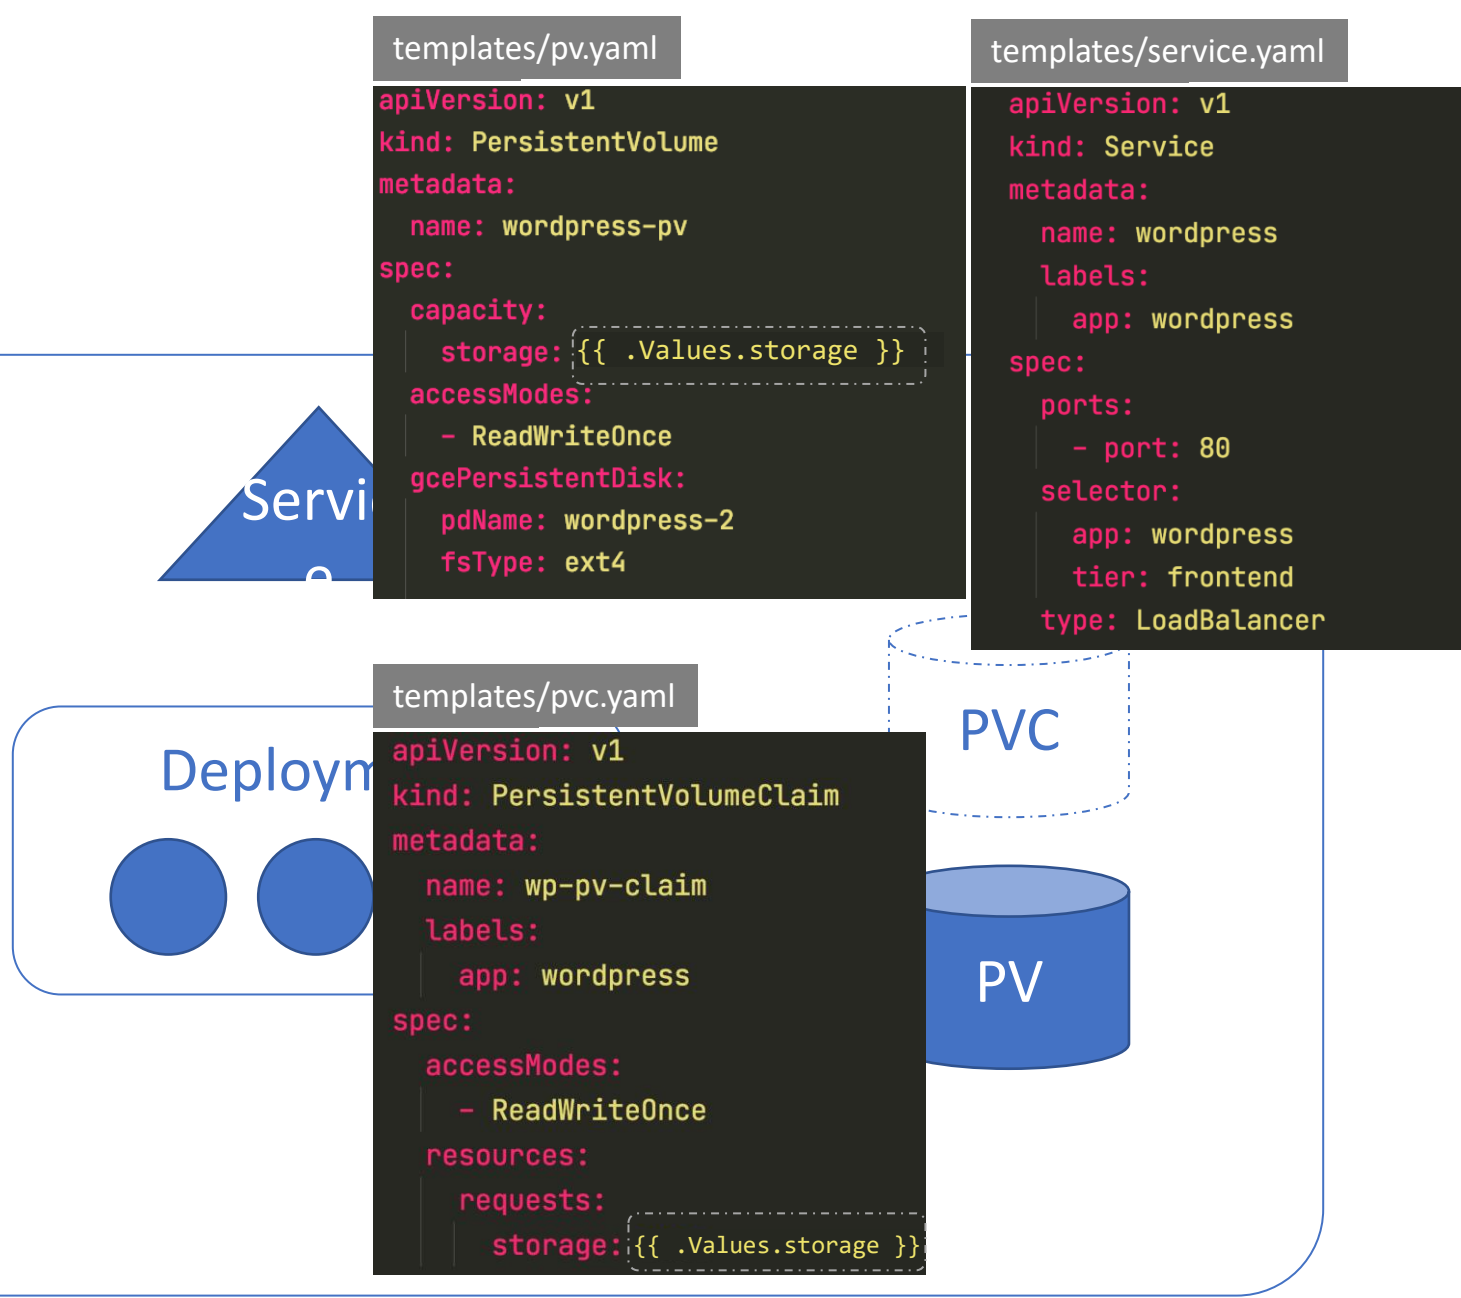 templates/pv.yaml
apiVersion: v1
kind: PersistentVolume
metadata:
  name: wordpress-pv
spec:
  capacity:
    storage: {{ .Values.storage }}
  accessModes:
    - ReadWriteOnce
  gcePersistentDisk:
    pdName: wordpress-2
    fsType: ext4
templates/service.yaml
apiVersion: v1
kind: Service
metadata:
  name: wordpress
  labels:
    app: wordpress
spec:
  ports:
    - port: 80
  selector:
    app: wordpress
    tier: frontend
  type: LoadBalancer
Servi
e
templates/pvc.yaml
apiVersion: v1
kind: PersistentVolumeClaim
metadata:
  name: wp-pv-claim
  labels:
    app: wordpress
spec:
  accessModes:
    - ReadWriteOnce
  resources:
    requests:
      storage: {{ .Values.storage }}
Deploym
PVC
PV